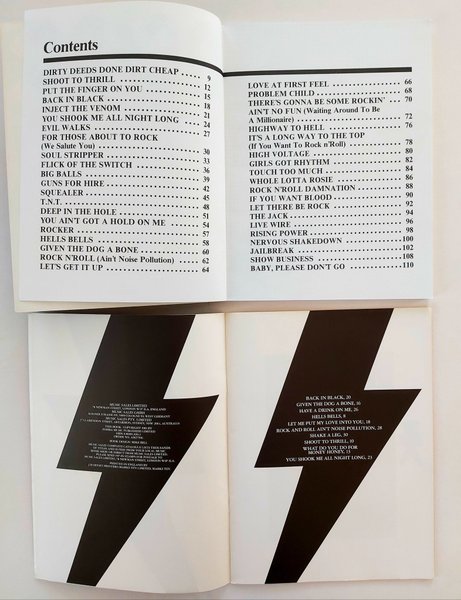 Contents
DIRTY DEEDS DONE DIRT CHEAP ..... 9
SHOOT TO THRILL ..... 12
PUT THE FINGER ON YOU ..... 15
BACK IN BLACK ..... 18
INJECT THE VENOM ..... 21
YOU SHOOK ME ALL NIGHT LONG ..... 24
EVIL WALKS ..... 27
FOR THOSE ABOUT TO ROCK
(We Salute You) ..... 30
SOUL STRIPPER ..... 33
FLICK OF THE SWITCH ..... 36
BIG BALLS ..... 39
GUNS FOR HIRE ..... 42
SQUEALER ..... 45
T.N.T. ..... 48
DEEP IN THE HOLE ..... 51
YOU AIN'T GOT A HOLD ON ME ..... 54
ROCKER ..... 57
HELLS BELLS ..... 58
GIVEN THE DOG A BONE ..... 60
ROCK N'ROLL (Ain't Noise Pollution) ..... 62
LET'S GET IT UP ..... 64
LOVE AT FIRST FEEL ..... 66
PROBLEM CHILD ..... 68
THERE'S GONNA BE SOME ROCKIN' ..... 70
AIN'T NO FUN (Waiting Around To Be
A Millionaire) ..... 72
HIGHWAY TO HELL ..... 76
IT'S A LONG WAY TO THE TOP
(If You Want To Rock n'Roll) ..... 78
HIGH VOLTAGE ..... 80
GIRLS GOT RHYTHM ..... 82
TOUCH TOO MUCH ..... 84
WHOLE LOTTA ROSIE ..... 86
ROCK N'ROLL DAMNATION ..... 88
IF YOU WANT BLOOD ..... 90
LET THERE BE ROCK ..... 92
THE JACK ..... 94
LIVE WIRE ..... 96
RISING POWER ..... 98
NERVOUS SHAKEDOWN ..... 100
JAILBREAK ..... 102
SHOW BUSINESS ..... 108
BABY, PLEASE DON'T GO ..... 110
MUSIC SALES LIMITED
MUSIC SALES GMBH
BACK IN BLACK, 20
GIVEN THE DOG A BONE, 16
HAVE A DRINK ON ME, 26
HELLS BELLS, 8
LET ME PUT MY LOVE INTO YOU, 18
ROCK AND ROLL AIN'T NOISE POLLUTION, 28
SHAKE A LEG, 30
SHOOT TO THRILL, 10
WHAT DO YOU DO FOR
MONEY HONEY, 13
YOU SHOOK ME ALL NIGHT LONG, 23